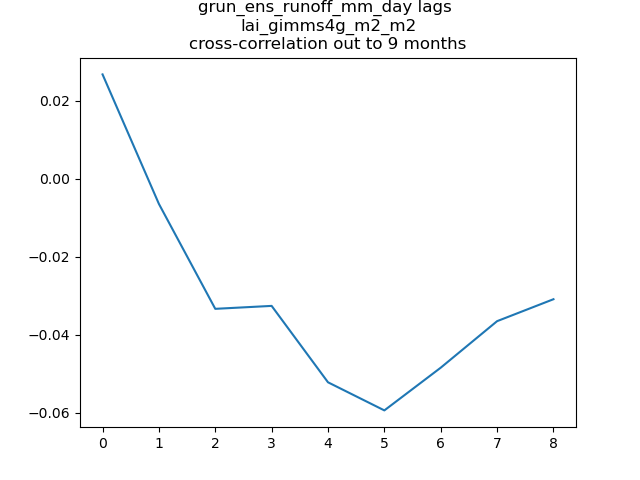 grun_ens_runoff_mm_day lags
lai_gimms4g_m2_m2
cross-correlation out to 9 months
0.02
0.00
−0.02
−0.04
−0.06
0 1 2 3 4 5 6 7 8